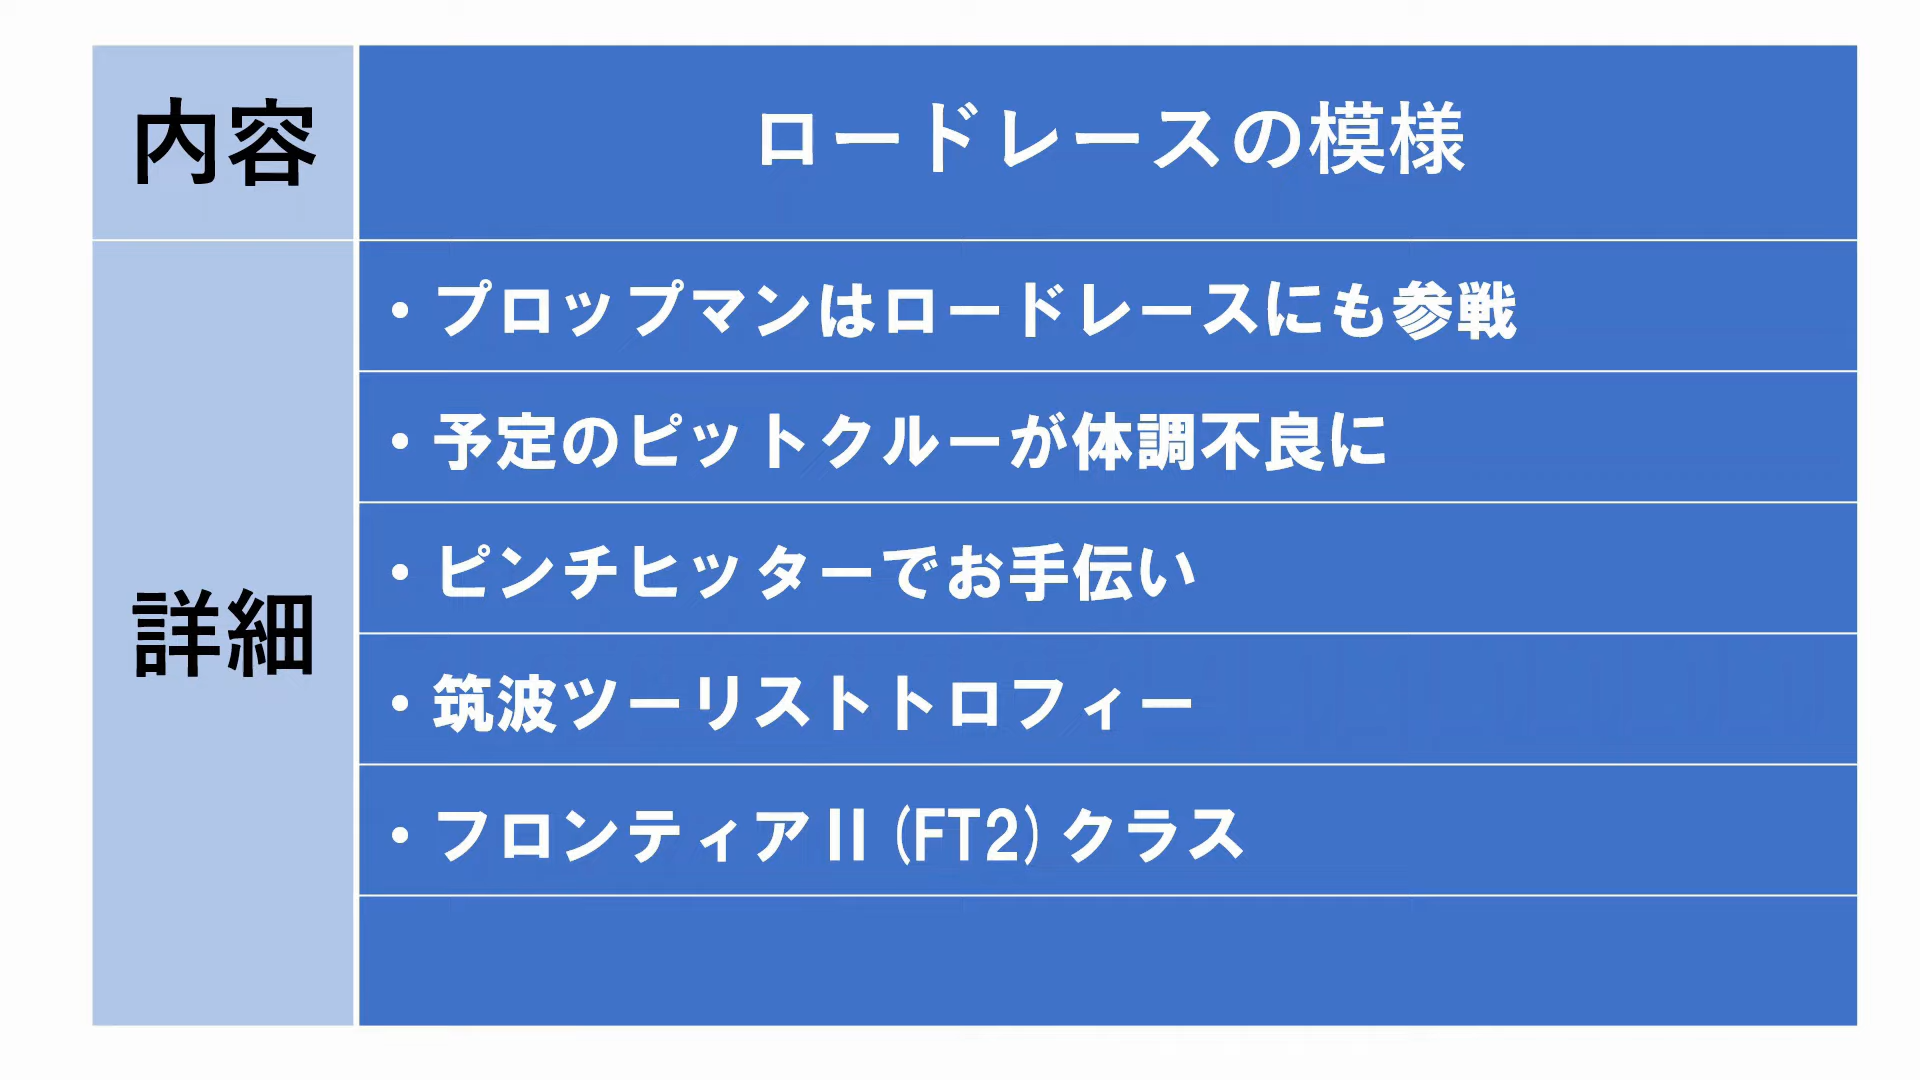 内容
ロードレースの模様
詳細
・プロップマンはロードレースにも参戦
・予定のピットクルーが体調不良に
・ピンチヒッターでお手伝い
・筑波ツーリストトロフィー
・フロンティアⅡ(FT2)クラス